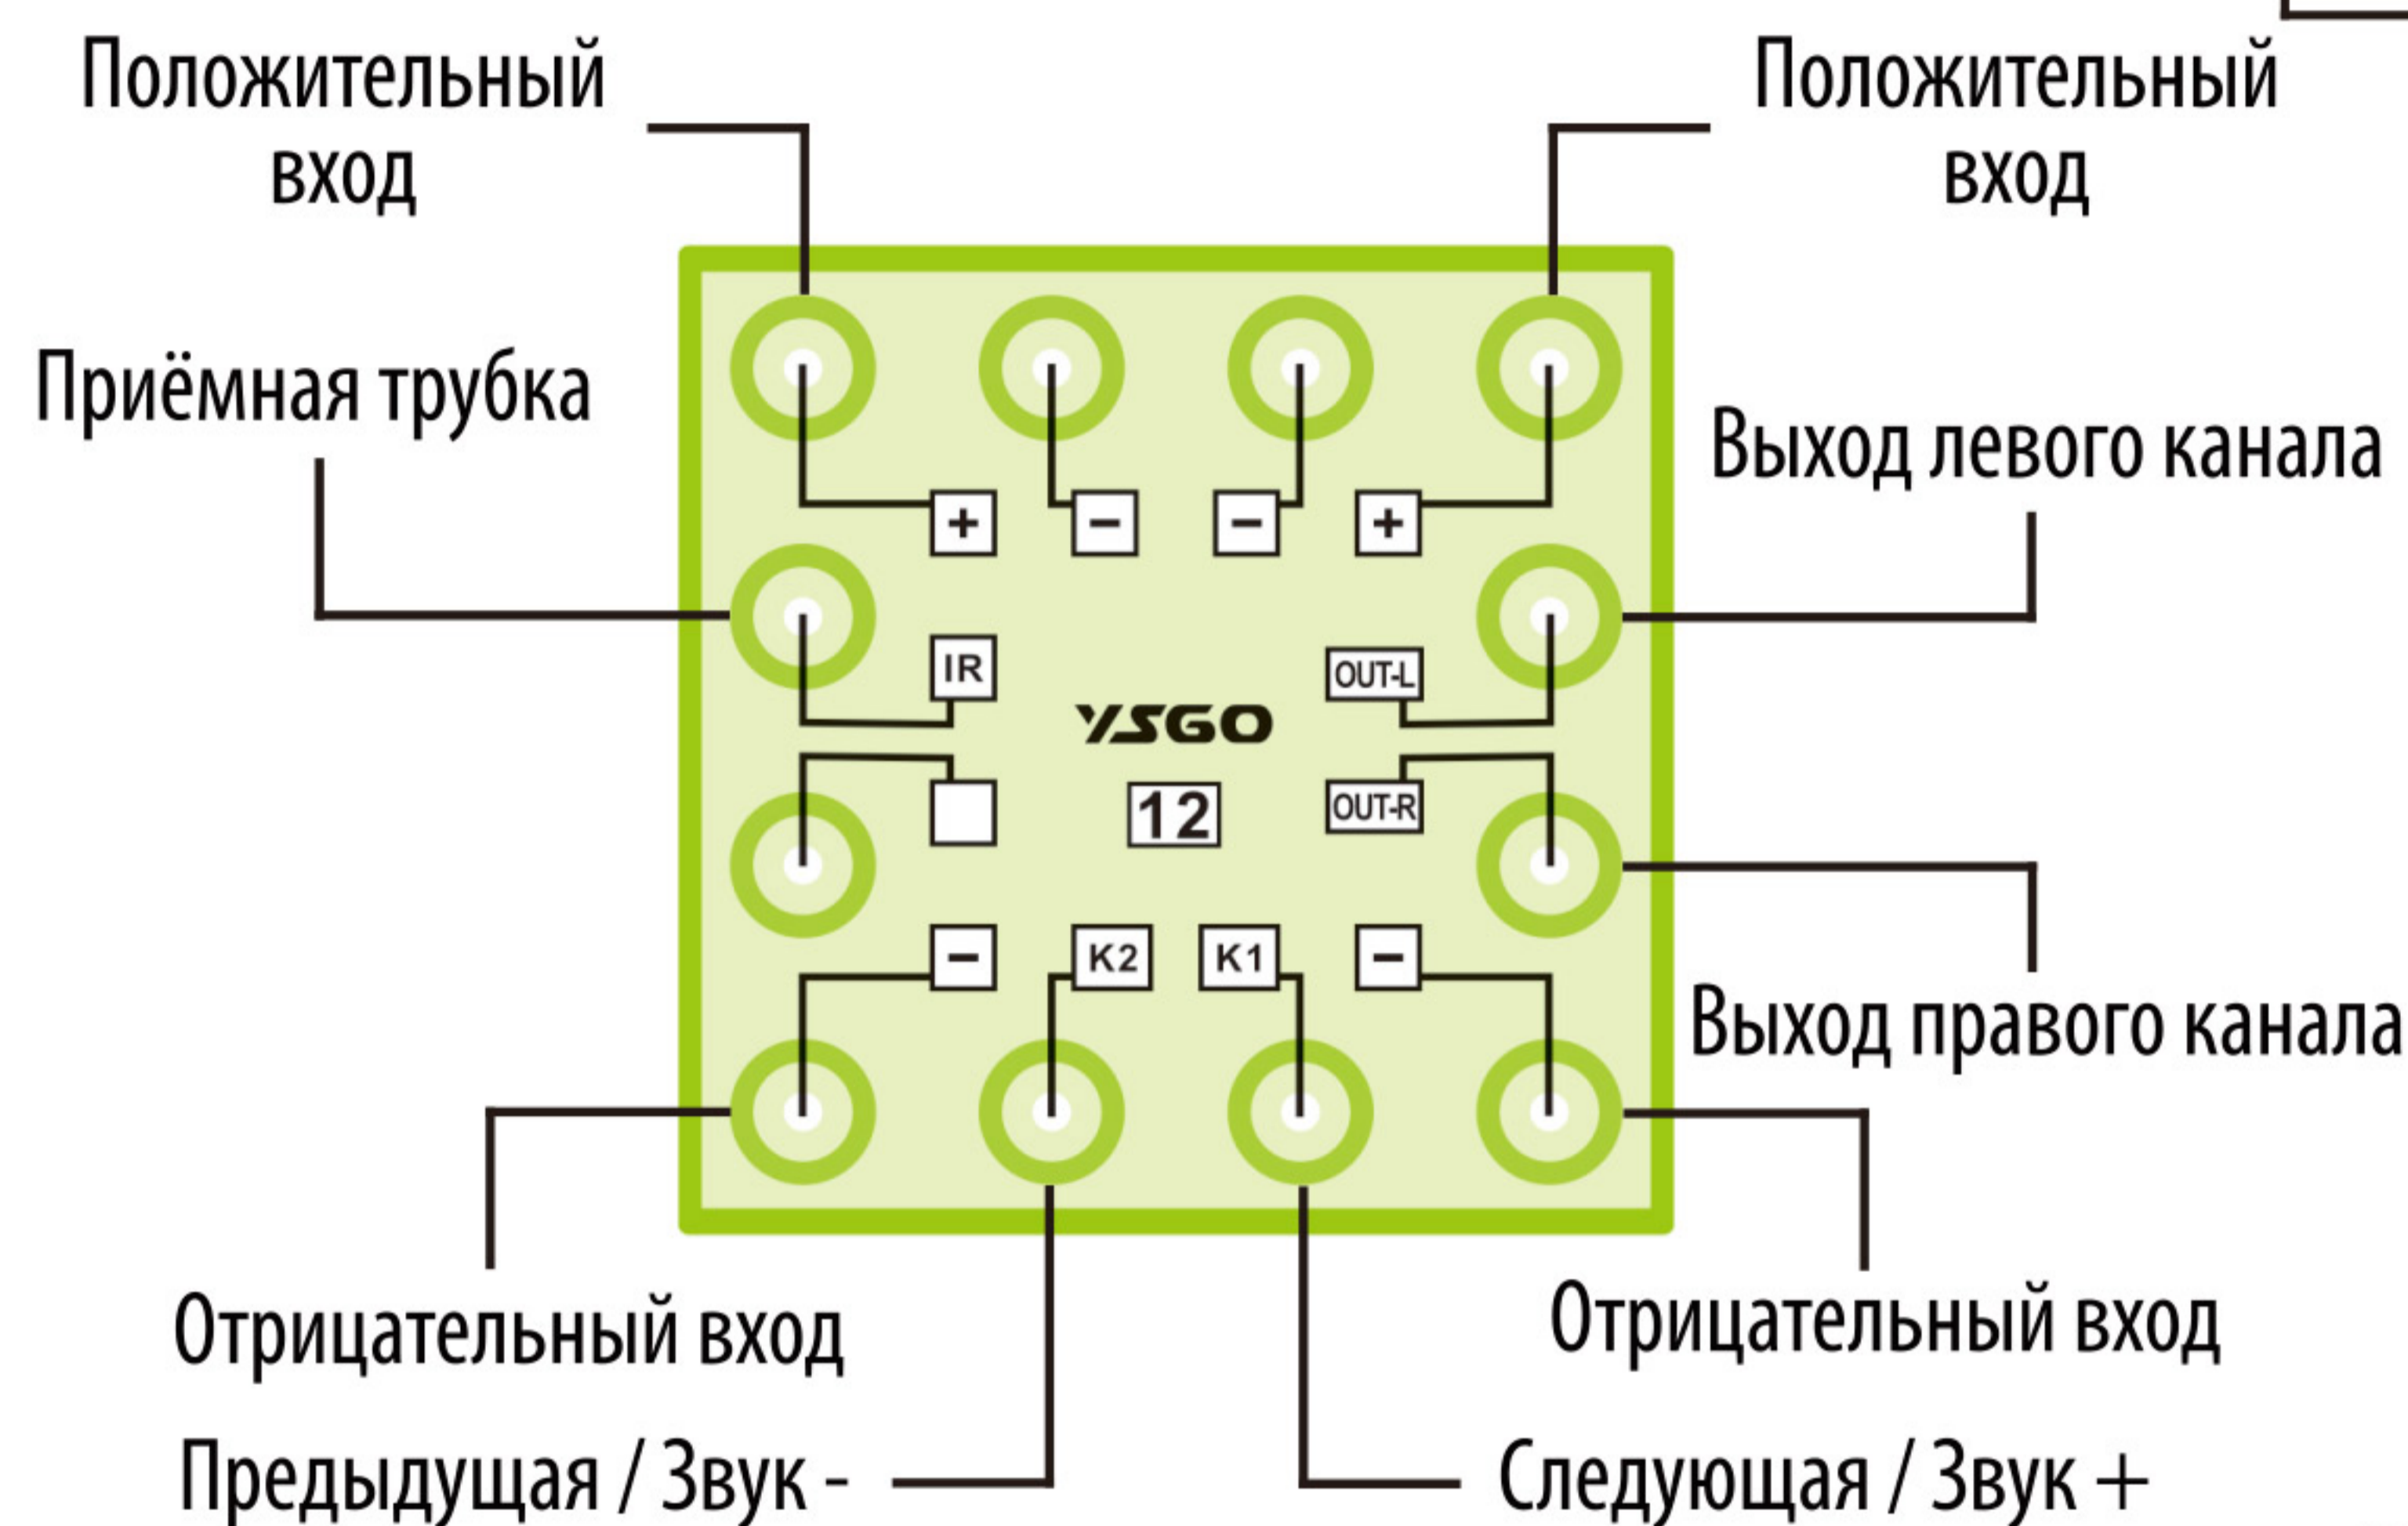 Положительный
вход
Положительный
вход
Приёмная трубка
Выход левого канала
+ − − +
IR
OUT-L
YSGO
12
OUT-R
− K2 K1 −
Выход правого канала
Отрицательный вход
Отрицательный вход
Предыдущая / Звук -
Следующая / Звук +